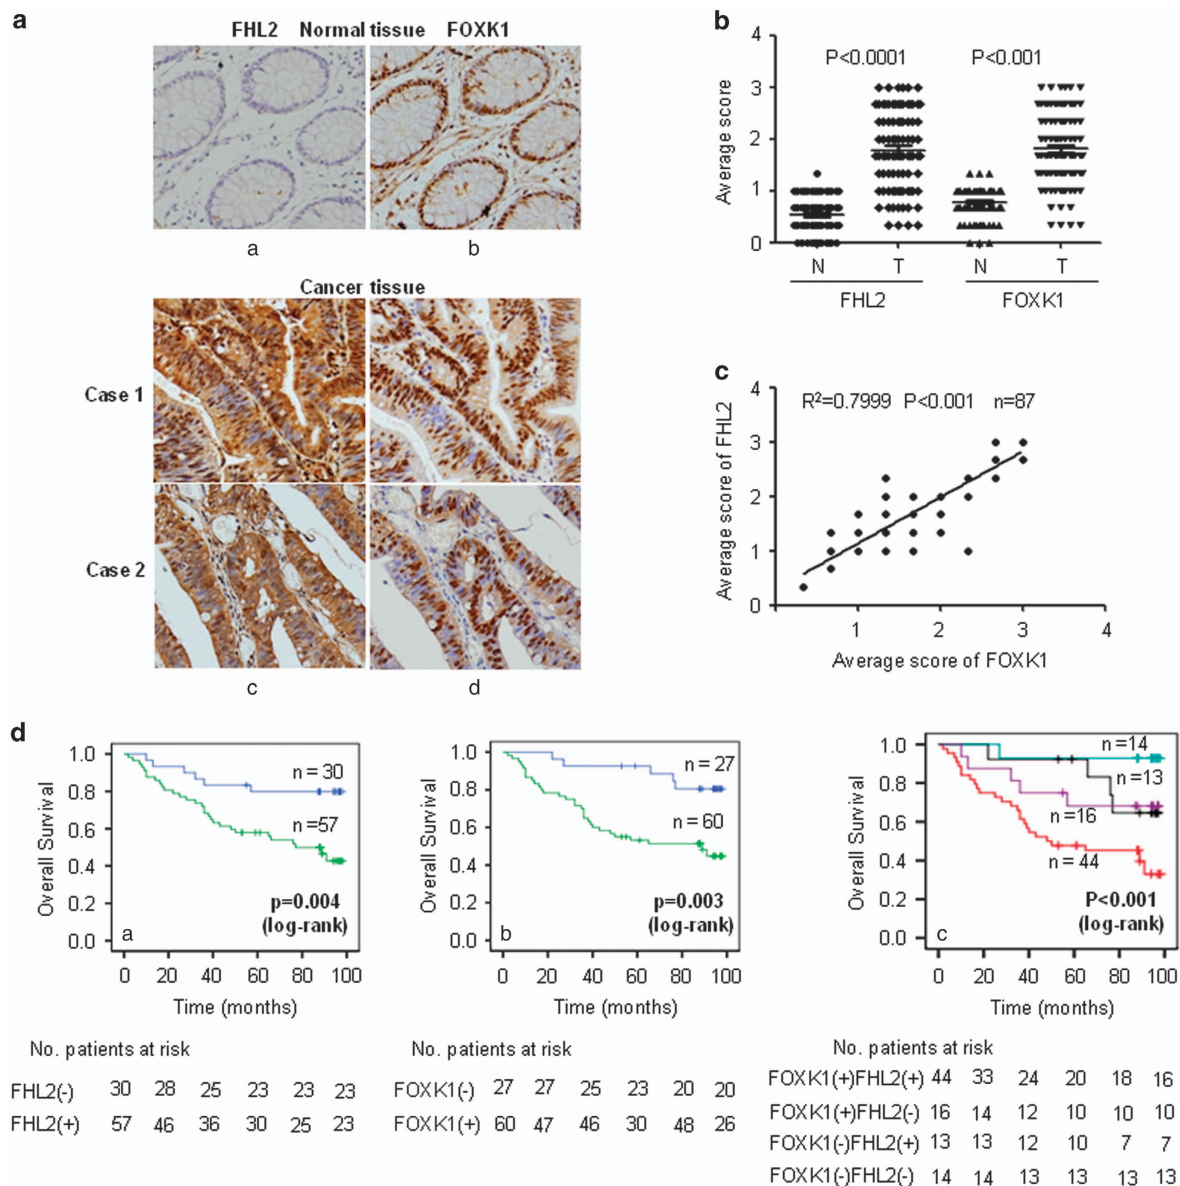 a
FHL2 Normal tissue FOXK1
a b
Cancer tissue
Case 1
Case 2
c d
b
Average score
4
3
2
1
0
P<0.0001 P<0.001
N T N T
FHL2 FOXK1
c
Average score of FHL2
4
3
2
1
0
R²=0.7999 P<0.001 n=87
1 2 3 4
Average score of FOXK1
d
Overall Survival
1.0
0.8
0.6
0.4
0.2
0.0
n = 30
n=57
p=0.004
(log-rank)
a
0 20 40 60 80 100
Time (months)
No. patients at risk
FHL2(-) 30 28 25 23 23 23
FHL2(+) 57 46 36 30 25 23
Overall Survival
1.0
0.8
0.6
0.4
0.2
0.0
n = 27
n = 60
p=0.003
(log-rank)
b
0 20 40 60 80 100
Time (months)
No. patients at risk
FOXK1(-) 27 27 25 23 20 20
FOXK1(+) 60 47 46 30 48 26
Overall Survival
1.0
0.8
0.6
0.4
0.2
0.0
n=14
n=13
n=16
n = 44
P<0.001
(log-rank)
c
0 20 40 60 80 100
Time (months)
No. patients at risk
FOXK1(+)FHL2(+) 44 33 24 20 18 16
FOXK1(+)FHL2(-) 16 14 12 10 10 10
FOXK1(-)FHL2(+) 13 13 12 10 7 7
FOXK1(-)FHL2(-) 14 14 13 13 13 13